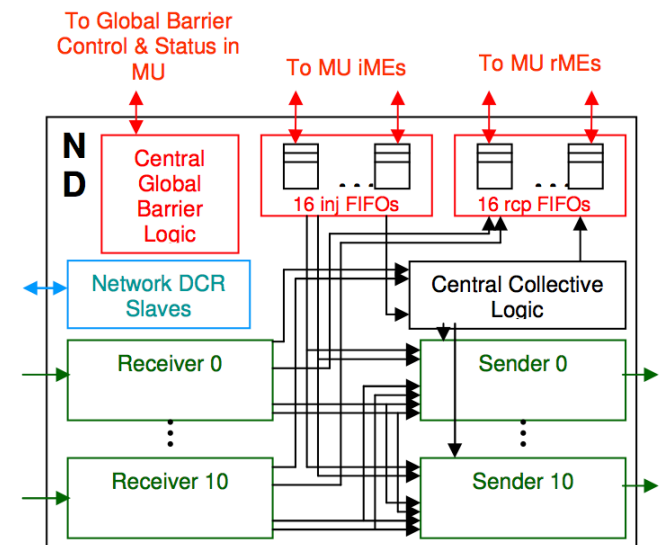 To Global Barrier
Control & Status in
MU
To MU iMEs
To MU rMEs
N
D
Central
Global
Barrier
Logic
16 inj FIFOs
16 rcp FIFOs
Network DCR
Slaves
Central Collective
Logic
Receiver 0
Sender 0
Receiver 10
Sender 10